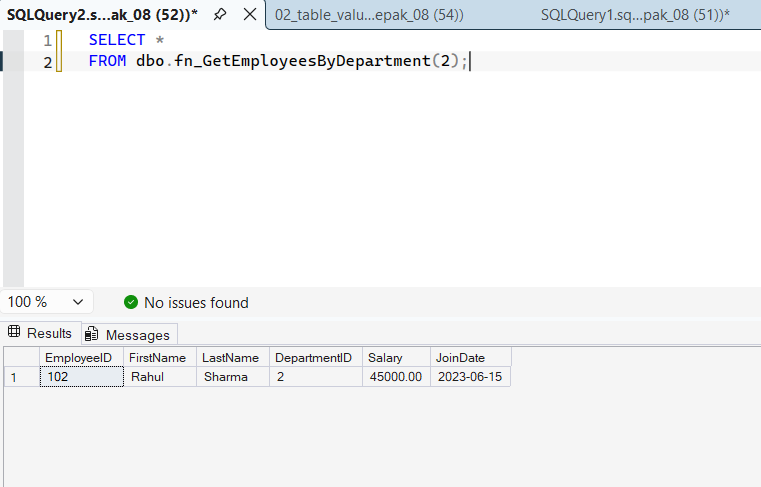 SQLQuery2.s...ak_08 (52))* 02_table_valu...epak_08 (54)) SQLQuery1.sq...pak_08 (51))*
1 SELECT *
2 FROM dbo.fn_GetEmployeesByDepartment(2);
100 % No issues found
Results Messages
EmployeeID FirstName LastName DepartmentID Salary JoinDate
1 102 Rahul Sharma 2 45000.00 2023-06-15